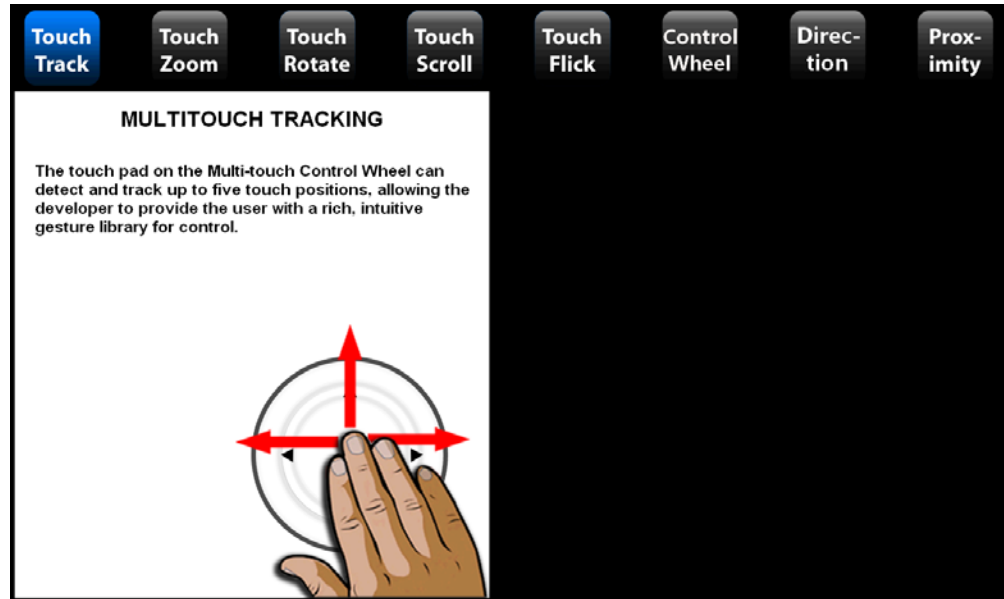 Touch
Track
Touch
Zoom
Touch
Rotate
Touch
Scroll
Touch
Flick
Control
Wheel
Direc-
tion
Prox-
imity
MULTITOUCH TRACKING
The touch pad on the Multi-touch Control Wheel can
detect and track up to five touch positions, allowing the
developer to provide the user with a rich, intuitive
gesture library for control.